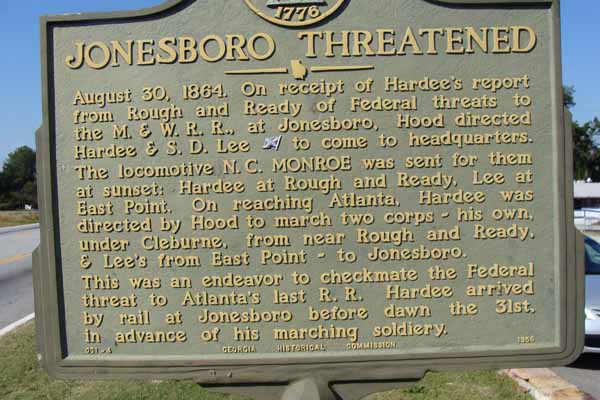 1776
JONESBORO THREATENED
August 30, 1864. On receipt of Hardee's report
from Rough and Ready of Federal threats to
the M. & W. R. R., at Jonesboro, Hood directed
Hardee & S. D. Lee to come to headquarters.
The locomotive N. C. MONROE was sent for them
at sunset: Hardee at Rough and Ready, Lee at
East Point. On reaching Atlanta, Hardee was
directed by Hood to march two corps - his own,
under Cleburne, from near Rough and Ready,
& Lee's from East Point - to Jonesboro.
This was an endeavor to checkmate the Federal
threat to Atlanta's last R. R. Hardee arrived
by rail at Jonesboro before dawn the 31st,
in advance of his marching soldiery.
031-4 GEORGIA HISTORICAL COMMISSION 1956